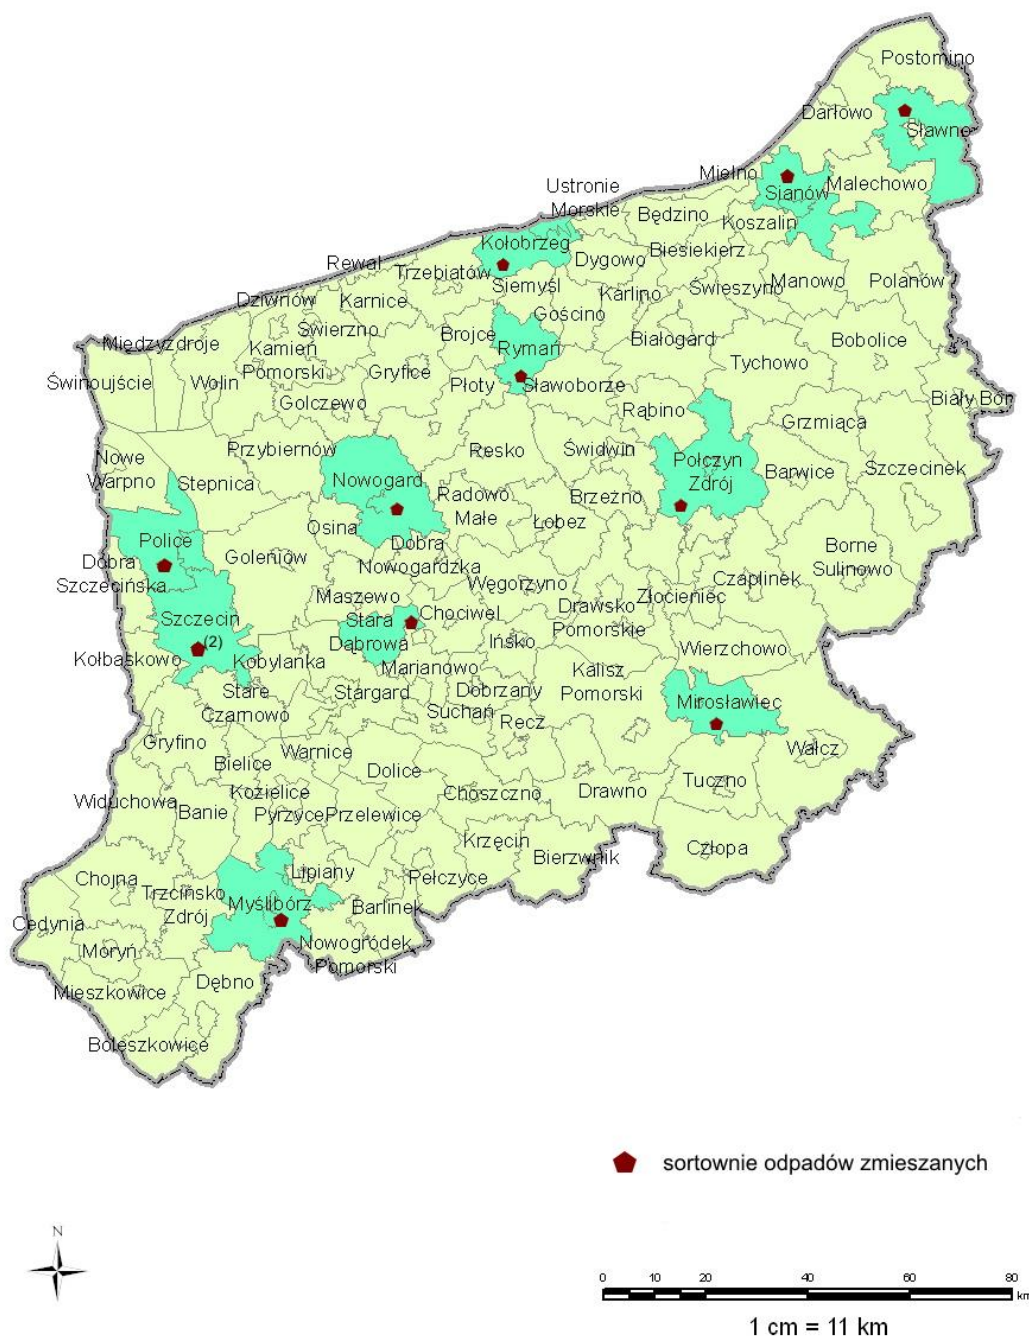 Postomino
Darłowo
Sławno
Mielno
Sianów
Malechowo
Ustronie
Morskie
Będzino
Koszalin
Kołobrzeg
Biesiekierz
Rewal
Trzebiatów
Dygowo
Siemyśl
Świeszyno
Manowo
Polanów
Dziwnów
Karnice
Karlino
Gościno
Świerzno
Brojce
Białogard
Bobolice
Międzyzdroje
Kamień
Pomorski
Ryman
Tychowo
Świnoujście
Wolin
Gryfice
Płoty
Sławoborze
Biały Bór
Golczewo
Rąbino
Grzmiąca
Przybiernów
Resko
Świdwin
Nowe
Warpno
Stepnica
Nowogard
Połczyn
Zdrój
Barwice
Szczecinek
Radowo
Małe
Brzeżno
Osina
Łobez
Police
Dobra
Nowogardzka
Borne
Sulinowo
Dobra
Szczecińska
Goleniów
Maszewo
Węgorzyno
Czaplinek
Złocieniec
Szczecin
(2)
Stara
Dąbrowa
Chociwel
Drawsko
Pomorskie
Ińsko
Wierzchowo
Kołbaskowo
Kobylanka
Marianowo
Kalisz
Pomorski
Stare
Czarnowo
Stargard
Dobrzany
Suchań
Recz
Mirosławiec
Gryfino
Warnice
Wałcz
Bielice
Dolice
Kozielice
Choszczno
Drawno
Tuczno
Widuchowa
Banie
Pyrzyce
Przelewice
Krzęcin
Bierzwnik
Człopa
Chojna
Trzcińsko
Zdrój
Lipiany
Pełczyce
Myślibórz
Barlinek
Cedynia
Moryń
Nowogródek
Pomorski
Mieszkowice
Dębno
Boleszkowice
sortownie odpadów zmieszanych
N
0 10 20 40 60 80
km
1 cm = 11 km